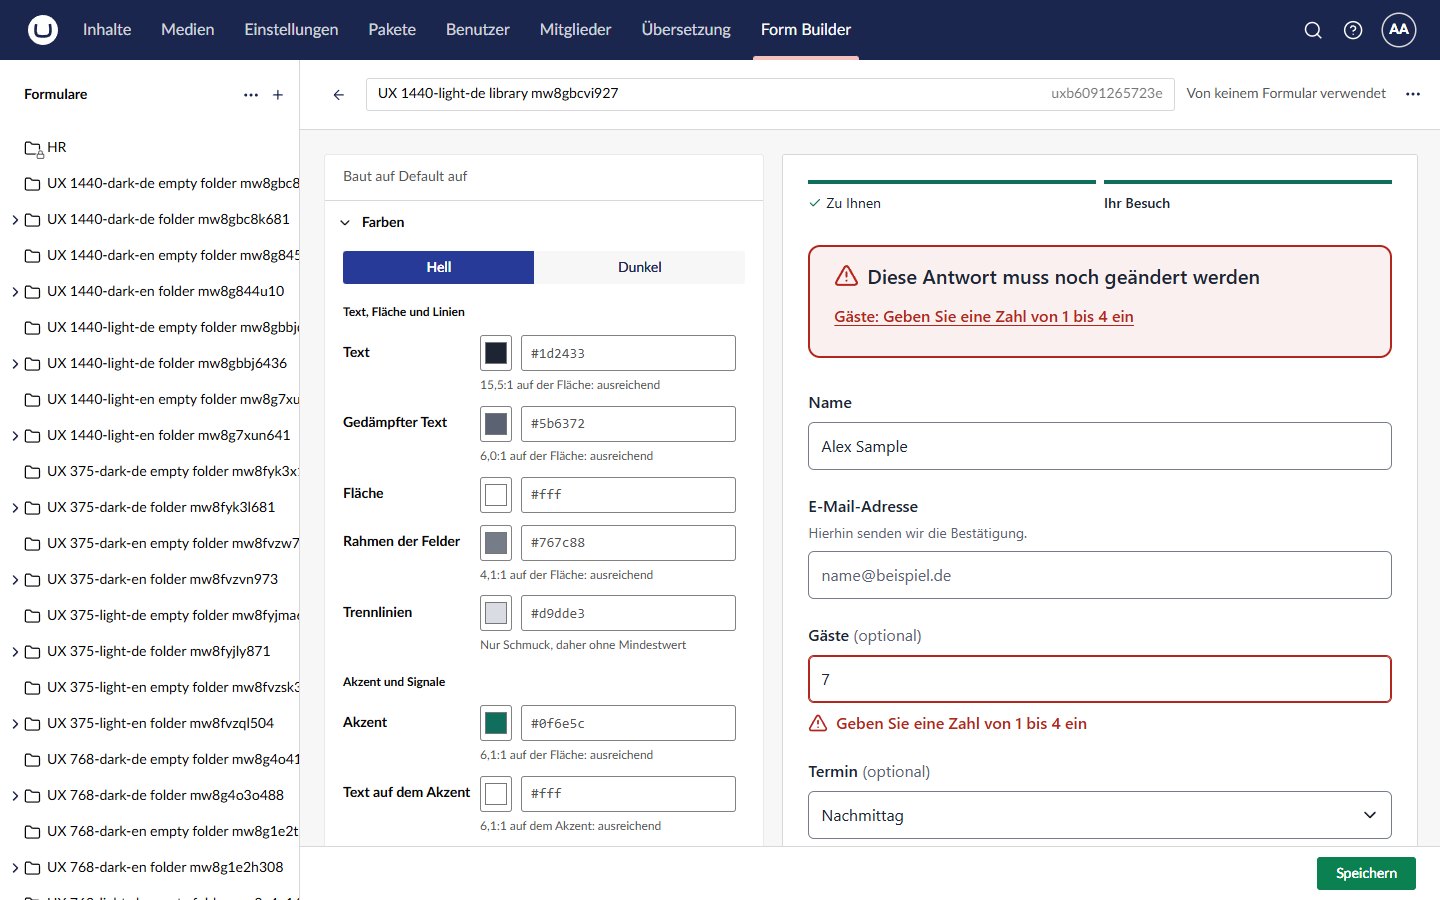 Inhalte
Medien
Einstellungen
Pakete
Benutzer
Mitglieder
Übersetzung
Form Builder
AA
Formulare
HR
UX 1440-dark-de empty folder mw8gbc8
UX 1440-dark-de folder mw8gbc8k681
UX 1440-dark-en empty folder mw8g845
UX 1440-dark-en folder mw8g844u10
UX 1440-light-de empty folder mw8gbbj
UX 1440-light-de folder mw8gbbj6436
UX 1440-light-en empty folder mw8g7xu
UX 1440-light-en folder mw8g7xun641
UX 375-dark-de empty folder mw8fyk3x
UX 375-dark-de folder mw8fyk3l681
UX 375-dark-en empty folder mw8fvzw7
UX 375-dark-en folder mw8fvzvn973
UX 375-light-de empty folder mw8fyjma
UX 375-light-de folder mw8fyjly871
UX 375-light-en empty folder mw8fvzsk3
UX 375-light-en folder mw8fvzql504
UX 768-dark-de empty folder mw8g4o41
UX 768-dark-de folder mw8g4o3o488
UX 768-dark-en empty folder mw8g1e2t
UX 768-dark-en folder mw8g1e2h308
UX 1440-light-de library mw8gbcvi927
uxb6091265723e
Von keinem Formular verwendet
Baut auf Default auf
Farben
Hell
Dunkel
Text, Fläche und Linien
Text
#1d2433
15,5:1 auf der Fläche: ausreichend
Gedämpfter Text
#5b6372
6,0:1 auf der Fläche: ausreichend
Fläche
#fff
Rahmen der Felder
#767c88
4,1:1 auf der Fläche: ausreichend
Trennlinien
#d9dde3
Nur Schmuck, daher ohne Mindestwert
Akzent und Signale
Akzent
#0f6e5c
6,1:1 auf der Fläche: ausreichend
Text auf dem Akzent
#fff
6,1:1 auf dem Akzent: ausreichend
Zu Ihnen
Ihr Besuch
Diese Antwort muss noch geändert werden
Gäste: Geben Sie eine Zahl von 1 bis 4 ein
Name
Alex Sample
E-Mail-Adresse
Hierhin senden wir die Bestätigung.
name@beispiel.de
Gäste (optional)
7
Geben Sie eine Zahl von 1 bis 4 ein
Termin (optional)
Nachmittag
Speichern